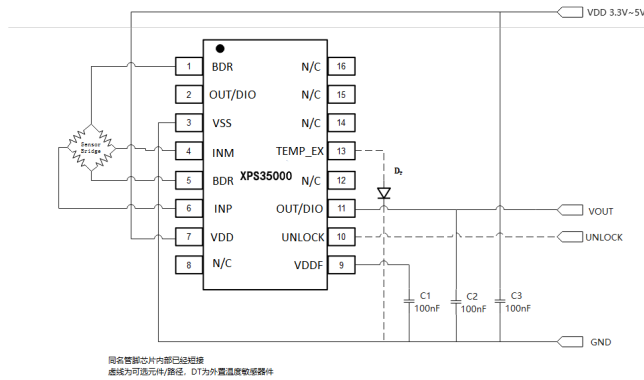 VDD 3.3V~5V
1 BDR N/C 16
2 OUT/DIO N/C 15
3 VSS N/C 14
Sensor
Bridge
4 INM TEMP_EX 13
DT
5 BDR XPS35000 N/C 12
6 INP OUT/DIO 11 VOUT
7 VDD UNLOCK 10 UNLOCK
8 N/C VDDF 9
C1
100nF
C2
100nF
C3
100nF
GND
同名管脚芯片内部已经短接
虚线为可选元件/路径，DT为外置温度敏感器件